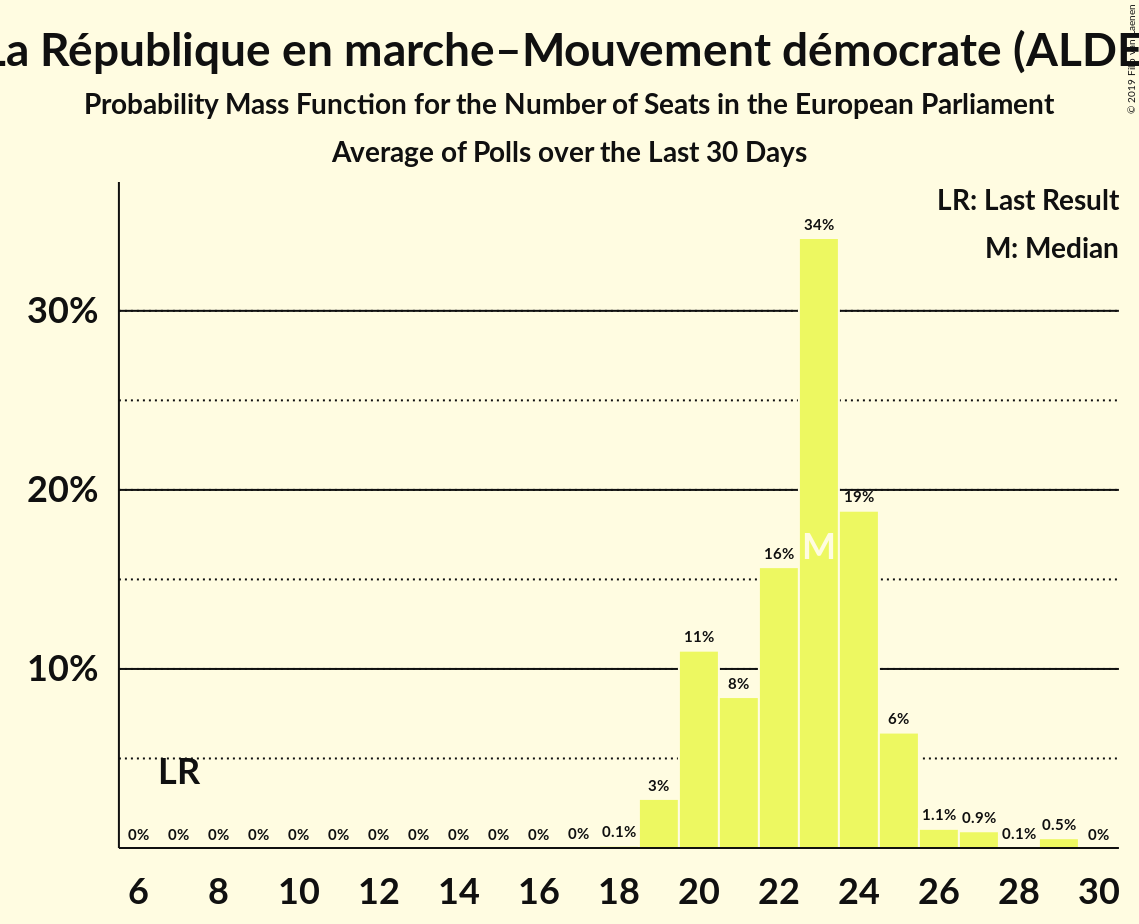 La République en marche–Mouvement démocrate (ALDE
Probability Mass Function for the Number of Seats in the European Parliament
Average of Polls over the Last 30 Days
© 2019 Filip van Laenen
LR: Last Result
M: Median
34%
30%
20%
19%
16%
M
11%
10%
8%
6%
LR
3%
0% 0% 0% 0% 0% 0% 0% 0% 0% 0% 0% 0% 0.1% 1.1% 0.9% 0.1% 0.5% 0%
6 8 10 12 14 16 18 20 22 24 26 28 30